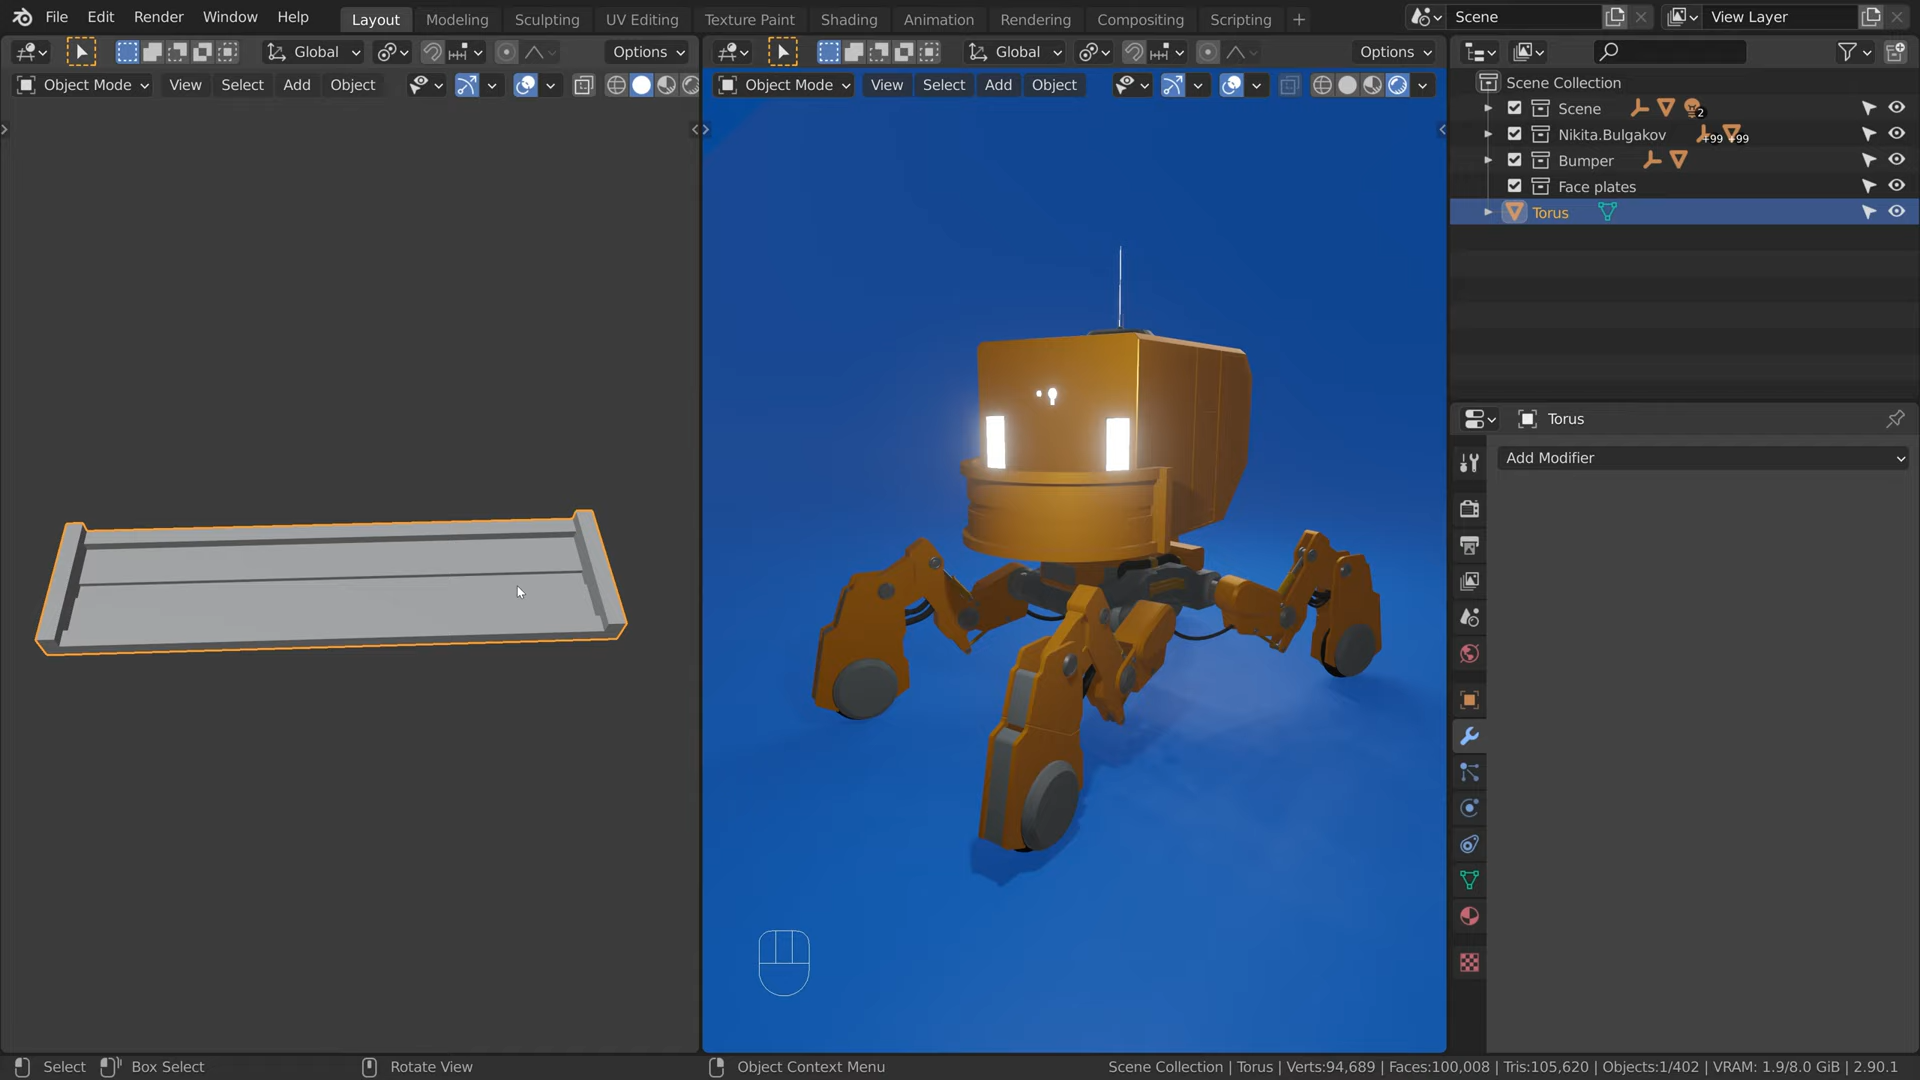 File Edit Render Window Help
Layout Modeling Sculpting UV Editing Texture Paint Shading Animation Rendering Compositing Scripting +
Scene
View Layer
Global
Options
Global
Options
Object Mode View Select Add Object
Object Mode View Select Add Object
Scene Collection
Scene 2
Nikita.Bulgakov +99 +99
Bumper
Face plates
Torus
Torus
Add Modifier
Select Box Select Rotate View Object Context Menu
Scene Collection | Torus | Verts:94,689 | Faces:100,008 | Tris:105,620 | Objects:1/402 | VRAM: 1.9/8.0 GiB | 2.90.1